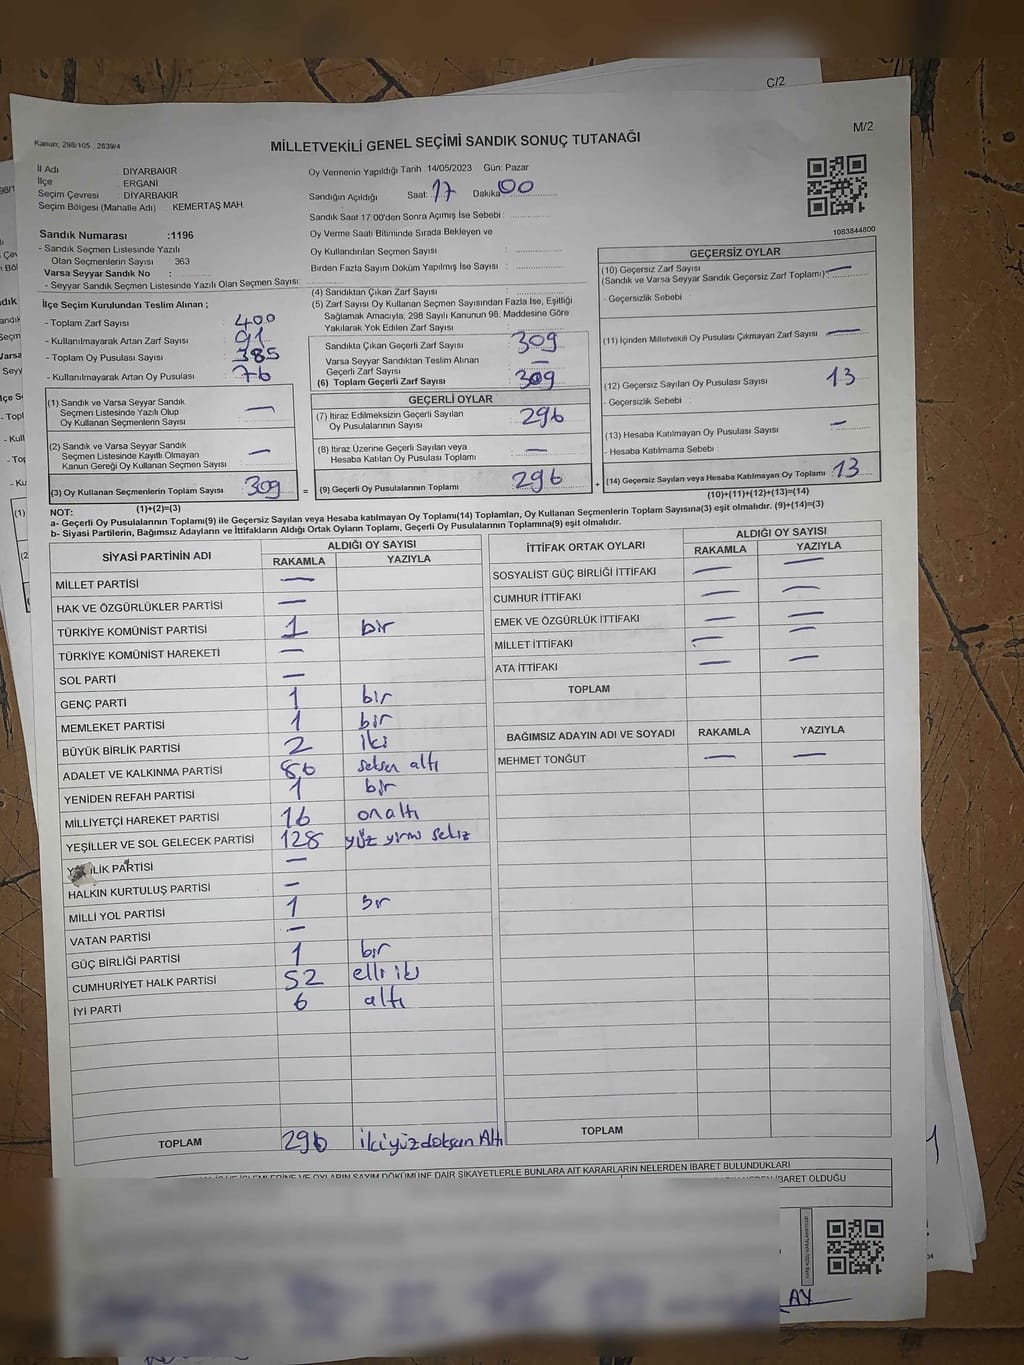 C/2
M/2
Kanun; 298/105 , 2839/4
MİLLETVEKİLİ GENEL SEÇİMİ SANDIK SONUÇ TUTANAĞI
İl Adı DİYARBAKIR
İlçe : ERGANİ
Seçim Çevresi : DİYARBAKIR
Seçim Bölgesi (Mahalle Adı) KEMERTAŞ MAH.
Oy Vermenin Yapıldığı Tarih 14/05/2023 Gün: Pazar
Sandığın Açıldığı Saat: 17 Dakika 00
Sandık Saat 17:00'den Sonra Açımış İse Sebebi :
Sandık Numarası :1196
- Sandık Seçmen Listesinde Yazılı
Olan Seçmenlerin Sayısı 363
Varsa Seyyar Sandık No :
- Seyyar Sandık Seçmen Listesinde Yazılı Olan Seçmen Sayısı:
Oy Verme Saati Bitiminde Sırada Bekleyen ve
Oy Kullandırılan Seçmen Sayısı :
Birden Fazla Sayım Döküm Yapılmış İse Sayısı :
1083844800
İlçe Seçim Kurulundan Teslim Alınan ;
- Toplam Zarf Sayısı : 400
- Kullanılmayarak Artan Zarf Sayısı : 91
- Toplam Oy Pusulası Sayısı : 385
- Kullanılmayarak Artan Oy Pusulası : 76
(4) Sandıktan Çıkan Zarf Sayısı :
(5) Zarf Sayısı Oy Kullanan Seçmen Sayısından Fazla İse, Eşitliği
Sağlamak Amacıyla; 298 Sayılı Kanunun 98. Maddesine Göre
Yakılarak Yok Edilen Zarf Sayısı :
Sandıkla Çıkan Geçerli Zarf Sayısı : 309
Varsa Seyyar Sandıktan Teslim Alınan
Geçerli Zarf Sayısı : —
(6) Toplam Geçerli Zarf Sayısı : 309
GEÇERSİZ OYLAR
(10) Geçersiz Zarf Sayısı
(Sandık ve Varsa Seyyar Sandık Geçersiz Zarf Toplamı): —
- Geçersizlik Sebebi :
(11) İçinden Milletvekili Oy Pusulası Çıkmayan Zarf Sayısı : —
(12) Geçersiz Sayılan Oy Pusulası Sayısı : 13
- Geçersizlik Sebebi :
(13) Hesaba Katılmayan Oy Pusulası Sayısı : —
- Hesaba Katılmama Sebebi :
(14) Geçersiz Sayılan veya Hesaba Katılmayan Oy Toplamı : 13
(10)+(11)+(12)+(13)=(14)
(1) Sandık ve Varsa Seyyar Sandık
Seçmen Listesinde Yazılı Olup
Oy Kullanan Seçmenlerin Sayısı : —
(2) Sandık ve Varsa Seyyar Sandık
Seçmen Listesinde Kayıtlı Olmayan
Kanun Gereği Oy Kullanan Seçmen Sayısı : —
(3) Oy Kullanan Seçmenlerin Toplam Sayısı 309 =
(1)+(2)=(3)
GEÇERLİ OYLAR
(7) İtiraz Edilmeksizin Geçerli Sayılan
Oy Pusulalarının Sayısı : 296
(8) İtiraz Üzerine Geçerli Sayılan veya
Hesaba Katılan Oy Pusulası Toplamı : —
(9) Geçerli Oy Pusulalarının Toplamı : 296 +
NOT:
a- Geçerli Oy Pusulalarının Toplamı(9) ile Geçersiz Sayılan veya Hesaba katılmayan Oy Toplamı(14) Toplamları, Oy Kullanan Seçmenlerin Toplam Sayısına(3) eşit olmalıdır. (9)+(14)=(3)
b- Siyasi Partilerin, Bağımsız Adayların ve İttifakların Aldığı Ortak Oyların Toplamı, Geçerli Oy Pusulalarının Toplamına(9) eşit olmalıdır.
SİYASİ PARTİNİN ADI ALDIĞI OY SAYISI
RAKAMLA YAZIYLA
MİLLET PARTİSİ —
HAK VE ÖZGÜRLÜKLER PARTİSİ —
TÜRKİYE KOMÜNİST PARTİSİ 1 bir
TÜRKİYE KOMÜNİST HAREKETİ —
SOL PARTİ —
GENÇ PARTİ 1 bır
MEMLEKET PARTİSİ 1 bır
BÜYÜK BİRLİK PARTİSİ 2 iki
ADALET VE KALKINMA PARTİSİ 86 seksen altı
YENİDEN REFAH PARTİSİ 1 bir
MİLLİYETÇİ HAREKET PARTİSİ 16 onaltı
YEŞİLLER VE SOL GELECEK PARTİSİ 128 yüz yirmi sekiz
İLİK PARTİSİ —
HALKIN KURTULUŞ PARTİSİ —
MİLLİ YOL PARTİSİ 1 bır
VATAN PARTİSİ —
GÜÇ BİRLİĞİ PARTİSİ 1 bır
CUMHURİYET HALK PARTİSİ 52 elli iki
İYİ PARTİ 6 altı
TOPLAM 296 ikiyüzdoksan Altı
İTTİFAK ORTAK OYLARI ALDIĞI OY SAYISI
RAKAMLA YAZIYLA
SOSYALİST GÜÇ BİRLİĞİ İTTİFAKI — —
CUMHUR İTTİFAKI — —
EMEK VE ÖZGÜRLÜK İTTİFAKI — —
MİLLET İTTİFAKI — —
ATA İTTİFAKI — —
TOPLAM
BAĞIMSIZ ADAYIN ADI VE SOYADI RAKAMLA YAZIYLA
MEHMET TONĞUT — —
TOPLAM
OYLARIN SAYIM DÖKÜMÜNE DAİR ŞİKAYETLERLE BUNLARA AİT KARARLARIN NELERDEN İBARET BULUNDUKLARI
İBARET OLDUĞU
AY